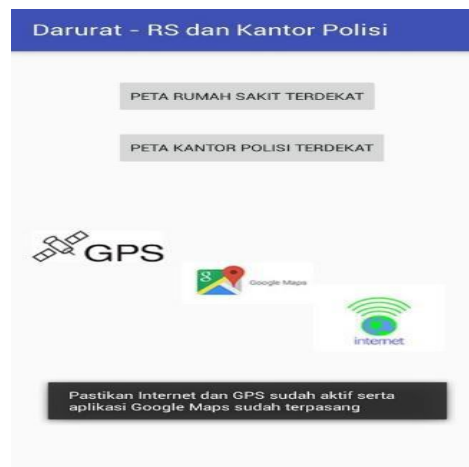 Darurat - RS dan Kantor Polisi
PETA RUMAH SAKIT TERDEKAT
PETA KANTOR POLISI TERDEKAT
GPS
8
Google Maps
internet
Pastikan Internet dan GPS sudah aktif serta
aplikasi Google Maps sudah terpasang